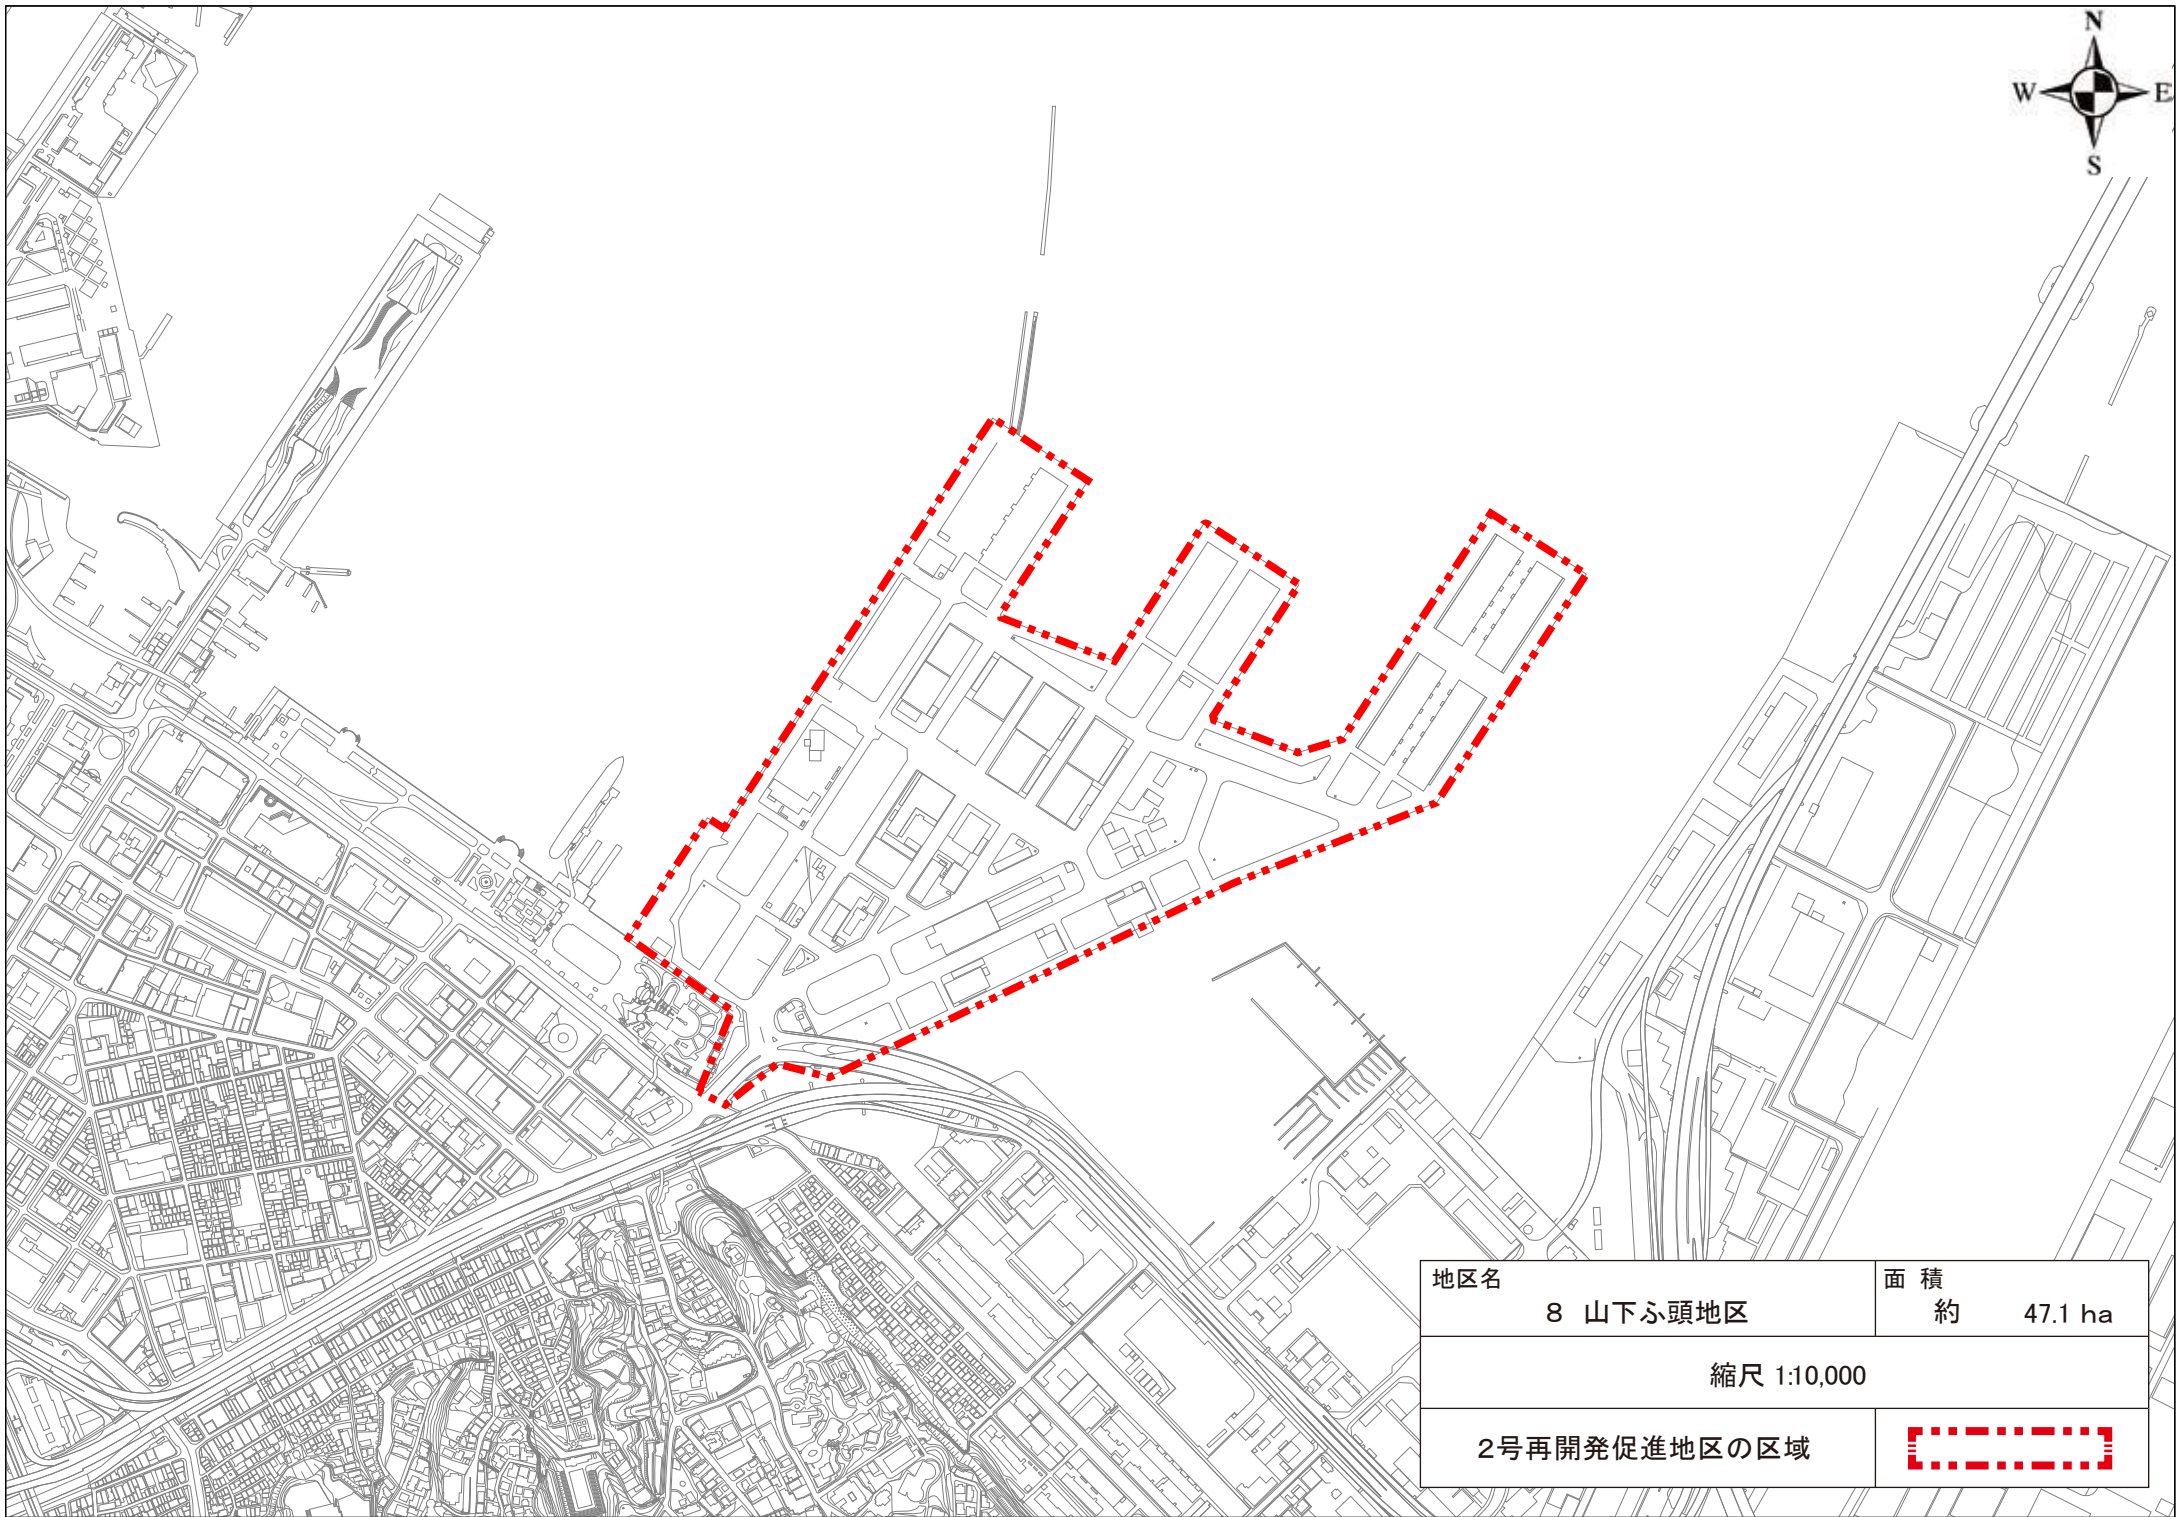 N
W E
S
地区名
8 山下ふ頭地区
面 積
約 47.1 ha
縮尺 1:10,000
2号再開発促進地区の区域